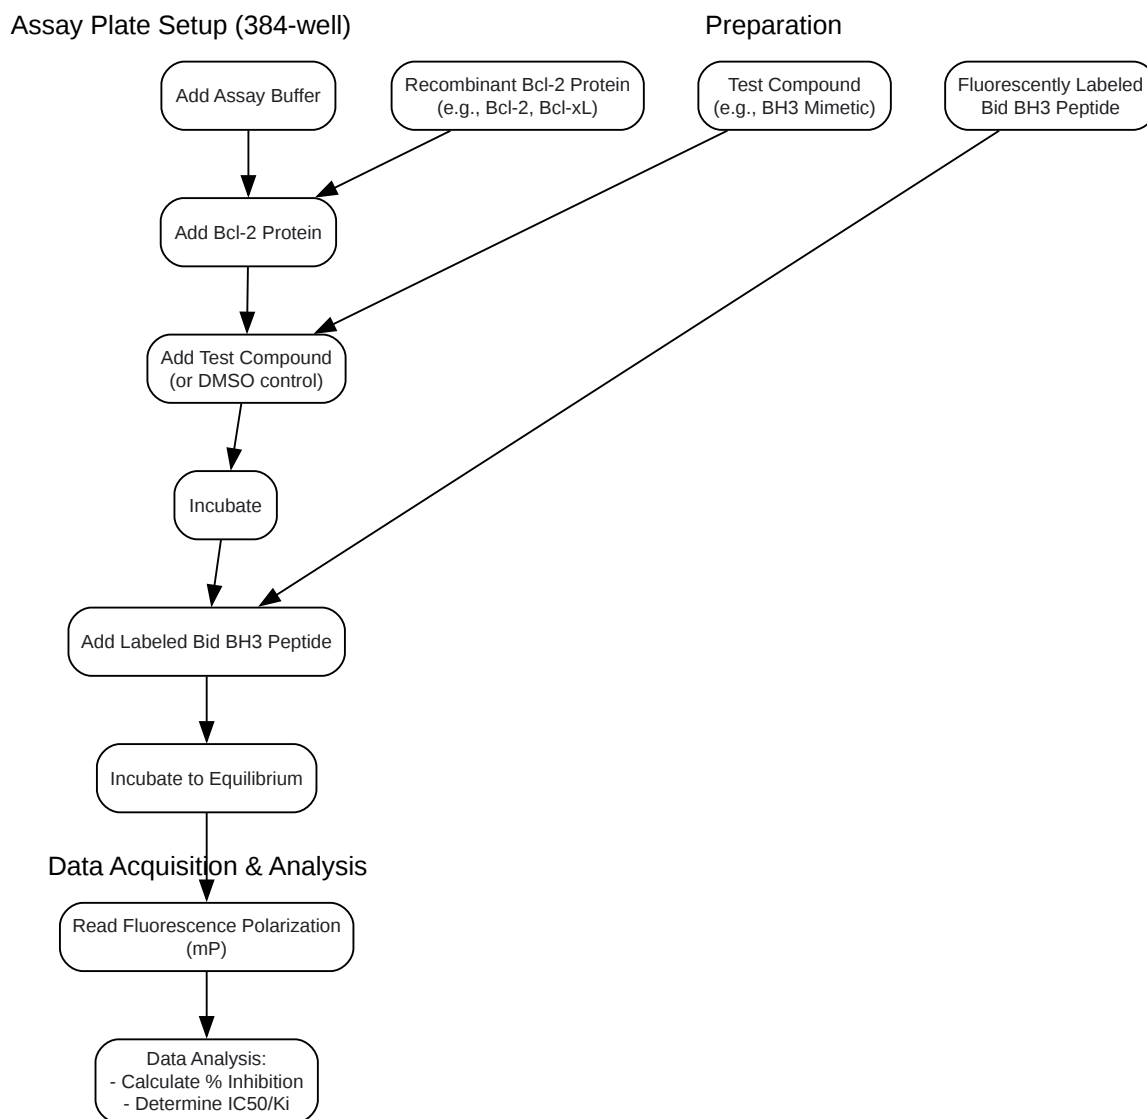 Assay Plate Setup (384-well)
Preparation
Add Assay Buffer
Recombinant Bcl-2 Protein
(e.g., Bcl-2, Bcl-xL)
Test Compound
(e.g., BH3 Mimetic)
Fluorescently Labeled
Bid BH3 Peptide
Add Bcl-2 Protein
Add Test Compound
(or DMSO control)
Incubate
Add Labeled Bid BH3 Peptide
Incubate to Equilibrium
Data Acquisition & Analysis
Read Fluorescence Polarization
(mP)
Data Analysis:
- Calculate % Inhibition
- Determine IC50/Ki